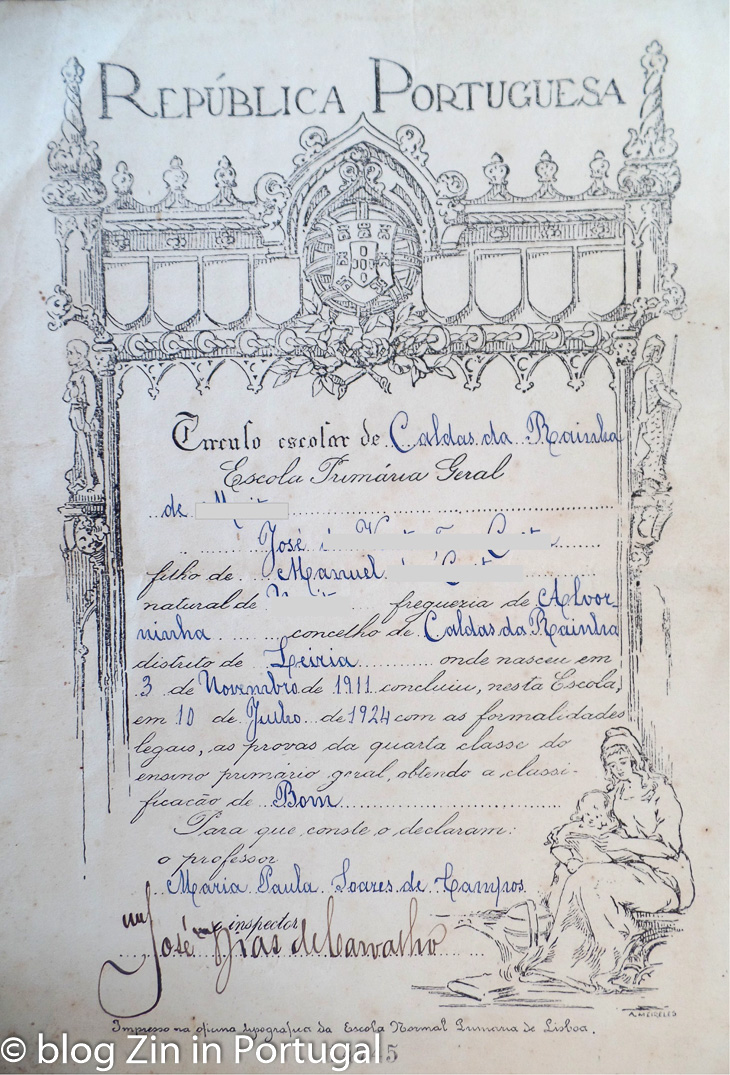 REPÚBLICA PORTUGUESA
Circulo escolar de Caldas da Rainha
Escola Primária Geral
de
José
filho de Manuel
natural de freguezia de Alvor-
ninha concelho de Caldas da Rainha
distrito de Leiria onde nasceu em
3 de Novembro de 1911 concluiu, nesta Escola,
em 10 de Julho de 1924 com as formalidades
legais, as provas da quarta classe do
ensino primário geral, obtendo a classi-
ficação de Bom
Para que conste o declaram:
o professor
Maria Paula Soares de Campos
o inspector
José Dias de Carvalho
A. MEIRELES
Impresso na oficina typográfica da Escola Normal Primaria de Lisboa.
© blog Zin in Portugal 45